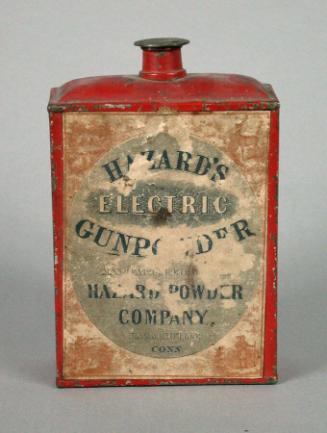 HAZARD'S
ELECTRIC
GUNPOWDER
HAZARD POWDER
COMPANY,
CONN